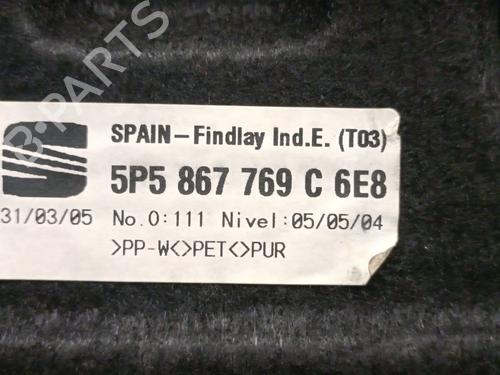 SPAIN-Findlay Ind.E. (T03)
5P5 867 769 C 6E8
31/03/05 No.0:111 Nivel:05/05/04
>PP-W<>PET<>PUR
B-PARTS